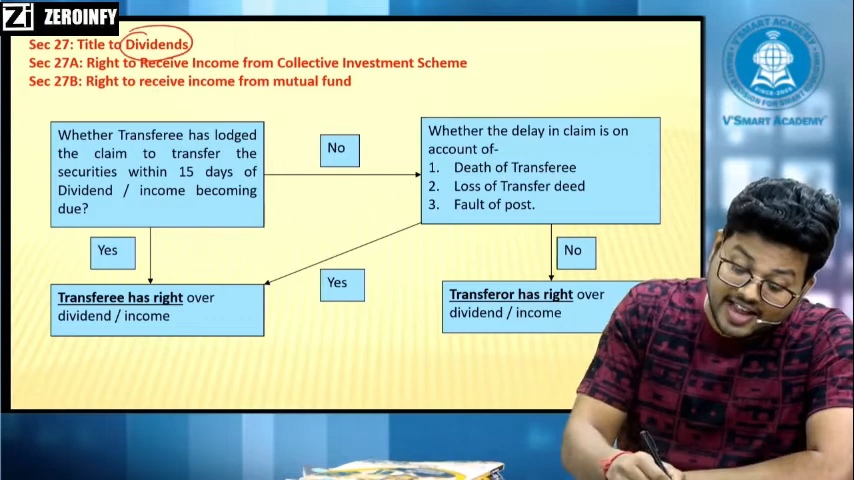 Zi ZEROINFY
Sec 27: Title to Dividends
Sec 27A: Right to Receive Income from Collective Investment Scheme
Sec 27B: Right to receive income from mutual fund
Whether Transferee has lodged
the claim to transfer the
securities within 15 days of
Dividend / income becoming
due?
No
Whether the delay in claim is on
account of-
1. Death of Transferee
2. Loss of Transfer deed
3. Fault of post.
Yes
Yes
No
Transferee has right over
dividend / income
Transferor has right over
dividend / income
V'SMART ACADEMY